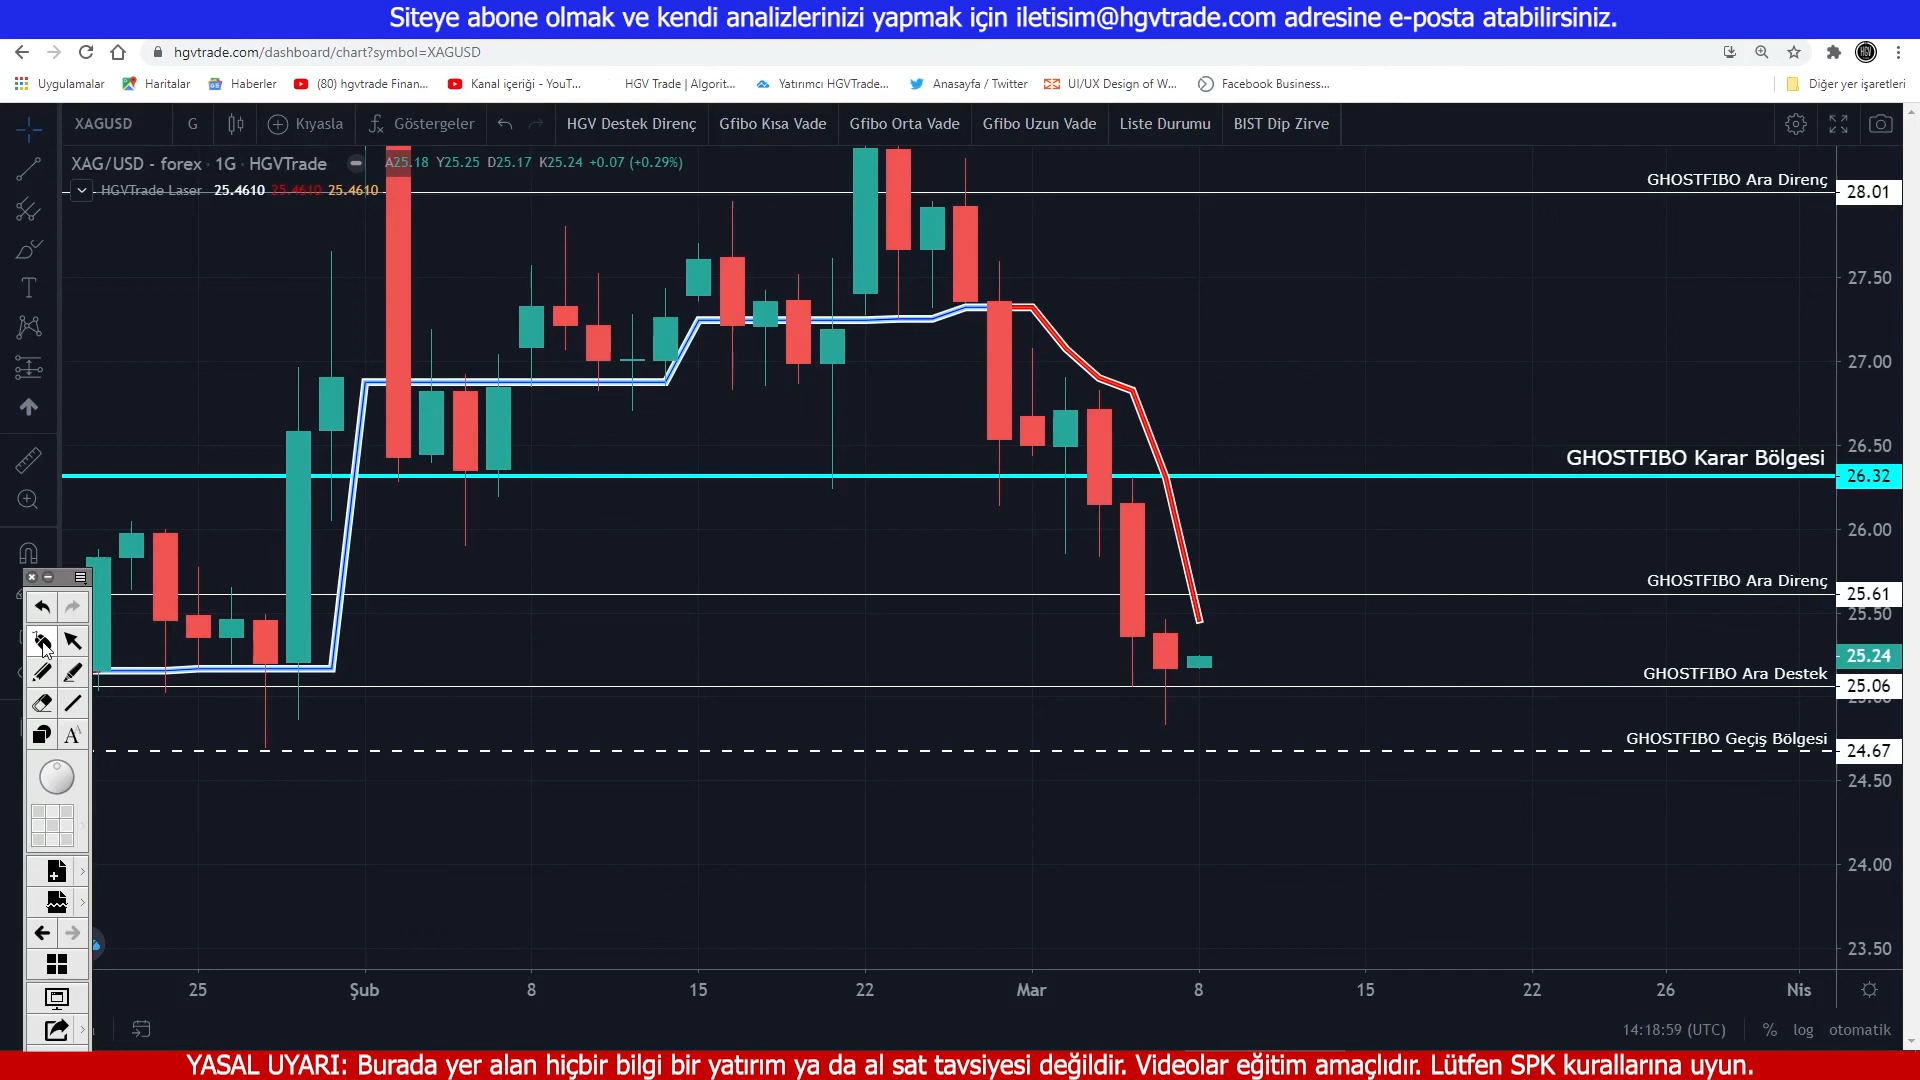 Siteye abone olmak ve kendi analizlerinizi yapmak için iletisim@hgvtrade.com adresine e-posta atabilirsiniz.
hgvtrade.com/dashboard/chart?symbol=XAGUSD
Uygulamalar Haritalar Haberler (80) hgvtrade Finan... Kanal içeriği - YouT... HGV Trade | Algorit... Yatırımcı HGVTrade... Anasayfa / Twitter UI/UX Design of W... Facebook Business... Diğer yer işaretleri
XAGUSD G Kıyasla Göstergeler HGV Destek Direnç Gfibo Kısa Vade Gfibo Orta Vade Gfibo Uzun Vade Liste Durumu BIST Dip Zirve
XAG/USD - forex · 1G · HGVTrade A25.18 Y25.25 D25.17 K25.24 +0.07 (+0.29%)
HGVTrade Laser 25.4610 25.4610 25.4610
GHOSTFIBO Ara Direnç 28.01
27.50
27.00
26.50
GHOSTFIBO Karar Bölgesi 26.32
26.00
GHOSTFIBO Ara Direnç 25.61
25.50
25.24
GHOSTFIBO Ara Destek 25.06
25.00
GHOSTFIBO Geçiş Bölgesi 24.67
24.50
24.00
23.50
25 Şub 8 15 22 Mar 8 15 22 26 Nis
14:18:59 (UTC) % log otomatik
YASAL UYARI: Burada yer alan hiçbir bilgi bir yatırım ya da al sat tavsiyesi değildir. Videolar eğitim amaçlıdır. Lütfen SPK kurallarına uyun.